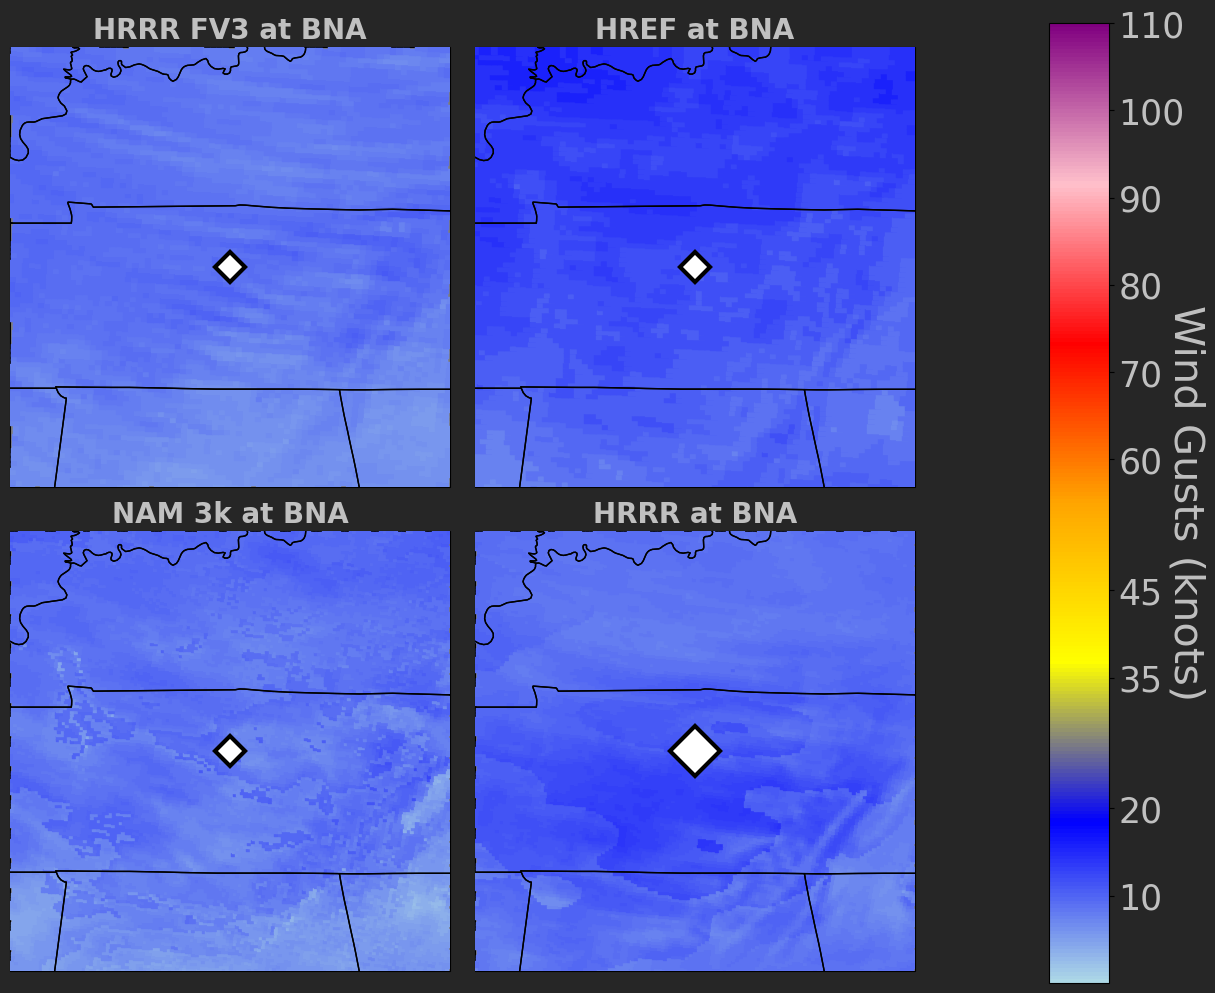 HRRR FV3 at BNA
HREF at BNA
NAM 3k at BNA
HRRR at BNA
110
100
90
80
70
60
45
35
20
10
Wind Gusts (knots)